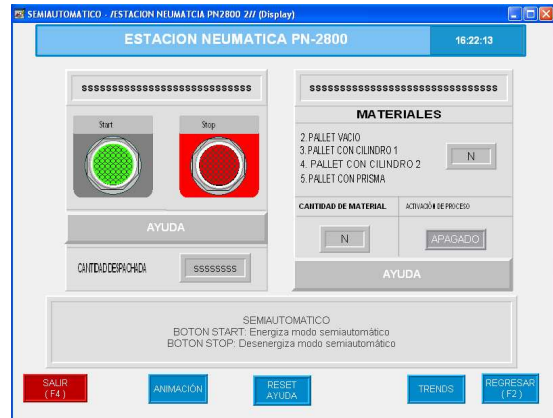 SEMIAUTOMATICO - /ESTACION NEUMATCIA PN2800 2// (Display)
ESTACION NEUMATICA PN-2800
16:22:13
ssssssssssssssssssssssssssss
Start
Stop
AYUDA
CANTIDAD DESPACHADA
ssssssss
sssssssssssssssssssssssssssssss
MATERIALES
2. PALLET VACIO
3. PALLET CON CILINDRO 1
4. PALLET CON CILINDRO 2
5. PALLET CON PRISMA
N
CANTIDAD DE MATERIAL
ACTIVACIÓN DE PROCESO
N
APAGADO
AYUDA
SEMIAUTOMATICO
BOTON START: Energiza modo semiautomático
BOTON STOP: Desenergiza modo semiautomático
SALIR
( F4 )
ANIMACIÓN
RESET
AYUDA
TRENDS
REGRESAR
( F2 )